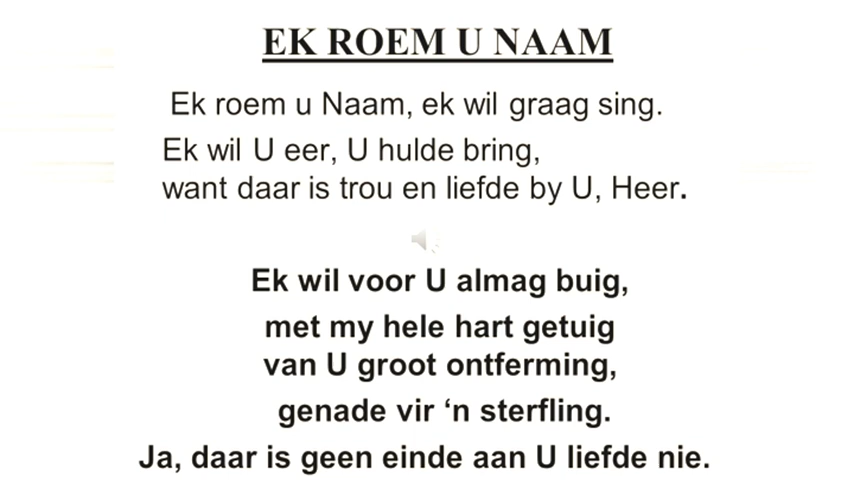 EK ROEM U NAAM
Ek roem u Naam, ek wil graag sing.
Ek wil U eer, U hulde bring,
want daar is trou en liefde by U, Heer.
Ek wil voor U almag buig,
met my hele hart getuig
van U groot ontferming,
genade vir ‘n sterfling.
Ja, daar is geen einde aan U liefde nie.